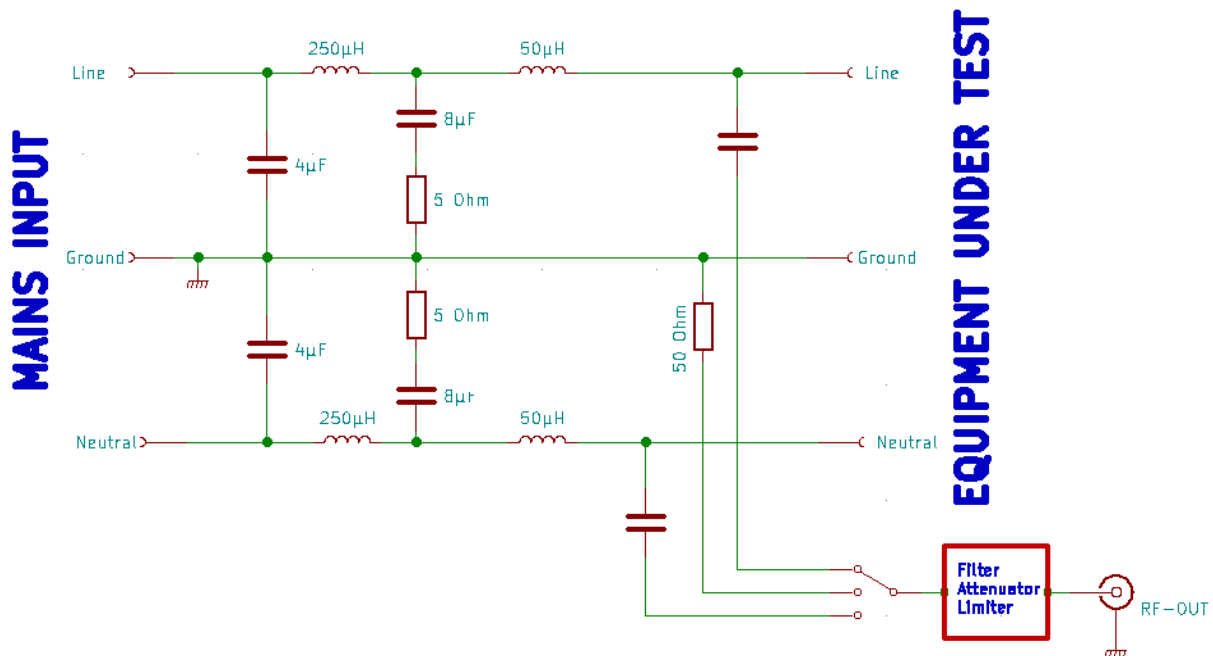 250µH
50µH
Line
Line
8µF
4µF
5 Ohm
MAINS INPUT
Ground
Ground
EQUIPMENT UNDER TEST
5 Ohm
50 Ohm
4µF
8µF
250µH
50µH
Neutral
Neutral
Filter
Attenuator
Limiter
RF-OUT